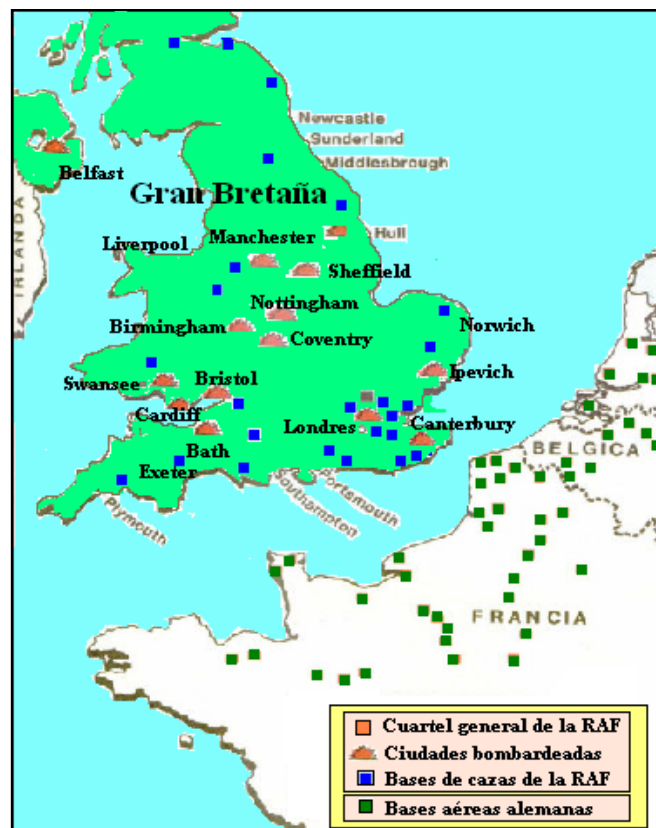 Newcastle
Sunderland
Middlesbrough
Belfast
Gran Bretaña
IRLANDA
Liverpool
Manchester
Hull
Sheffield
Nottingham
Norwich
Birmingham
Coventry
Swansee
Bristol
Ipevich
Cardiff
Londres
Canterbury
BELGICA
Bath
Exeter
Plymouth
Southampton
Portsmouth
FRANCIA
Cuartel general de la RAF
Ciudades bombardeadas
Bases de cazas de la RAF
Bases aéreas alemanas